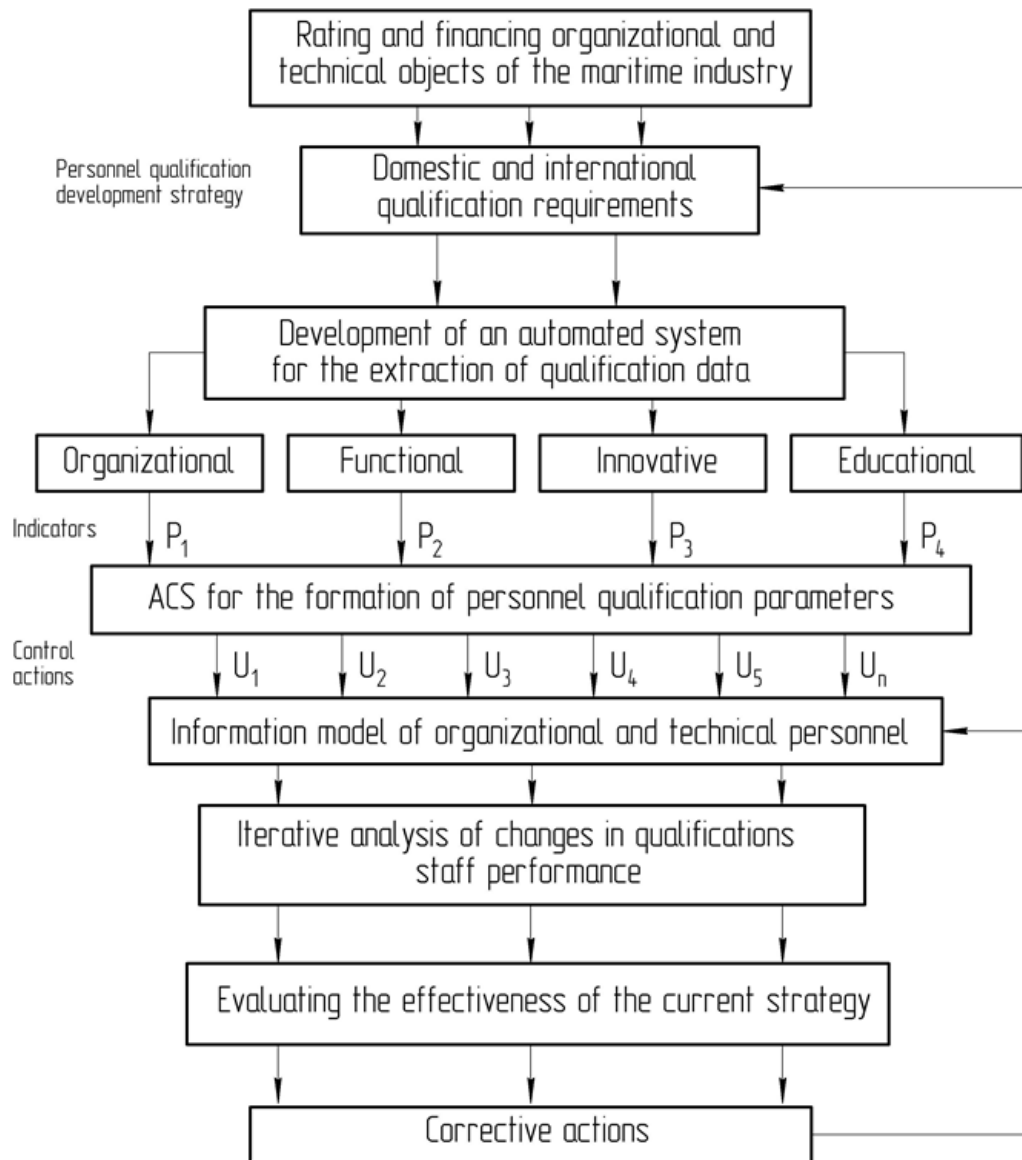 Rating and financing organizational and
technical objects of the maritime industry
Personnel qualification
development strategy
Domestic and international
qualification requirements
Development of an automated system
for the extraction of qualification data
Organizational
Functional
Innovative
Educational
Indicators
P1
P2
P3
P4
ACS for the formation of personnel qualification parameters
Control
actions
U1
U2
U3
U4
U5
Un
Information model of organizational and technical personnel
Iterative analysis of changes in qualifications
staff performance
Evaluating the effectiveness of the current strategy
Corrective actions